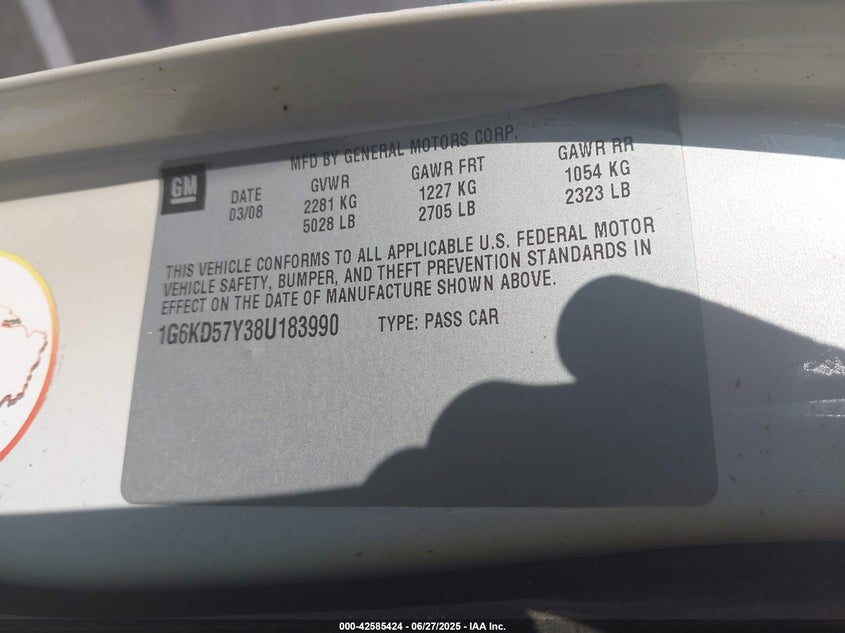 MFD BY GENERAL MOTORS CORP.
GM
DATE
03/08
GVWR
2281 KG
5028 LB
GAWR FRT
1227 KG
2705 LB
GAWR RR
1054 KG
2323 LB
THIS VEHICLE CONFORMS TO ALL APPLICABLE U.S. FEDERAL MOTOR
VEHICLE SAFETY, BUMPER, AND THEFT PREVENTION STANDARDS IN
EFFECT ON THE DATE OF MANUFACTURE SHOWN ABOVE.
1G6KD57Y38U183990 TYPE: PASS CAR
000-42585424 | 06/27/2025 | IAA Inc.